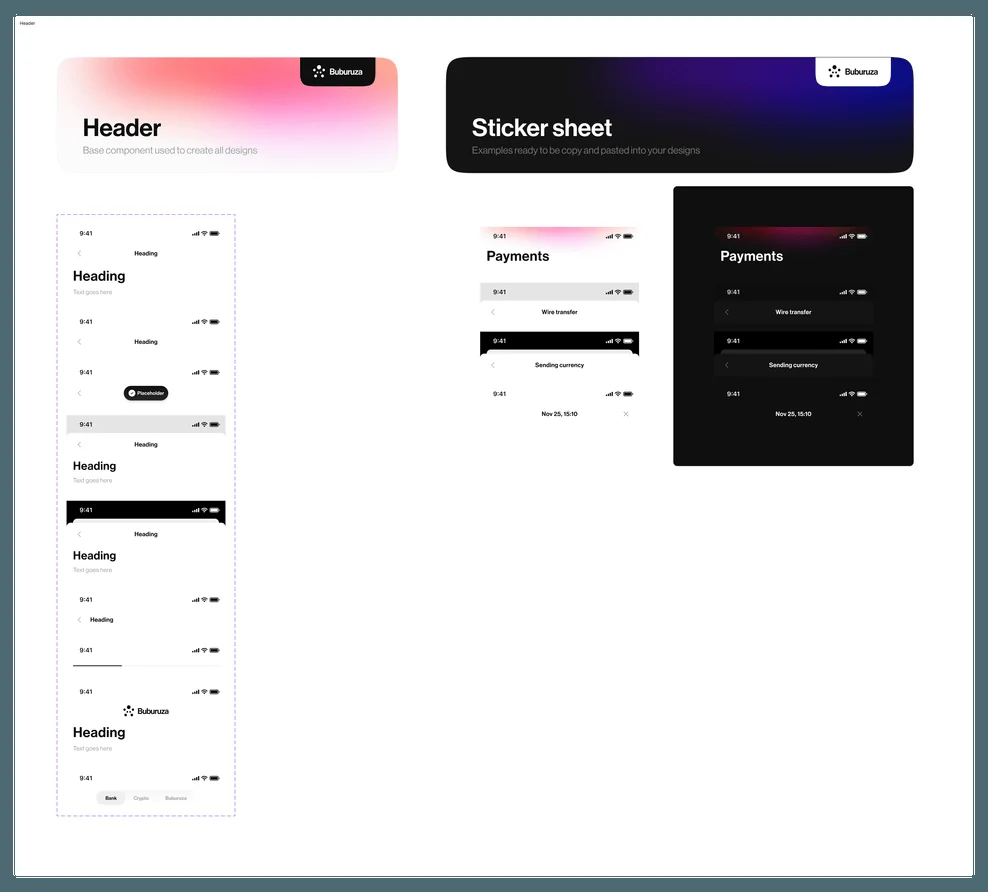 Header
Buburuza
Header
Base component used to create all designs
Buburuza
Sticker sheet
Examples ready to be copy and pasted into your designs
9:41
Heading
Heading
Text goes here
9:41
Heading
9:41
Placeholder
9:41
Heading
Heading
Text goes here
9:41
Heading
Heading
Text goes here
9:41
Heading
9:41
9:41
Buburuza
Heading
Text goes here
9:41
Bank Crypto Buburuza
9:41
Payments
9:41
Wire transfer
9:41
Sending currency
9:41
Nov 25, 15:10
9:41
Payments
9:41
Wire transfer
9:41
Sending currency
9:41
Nov 25, 15:10